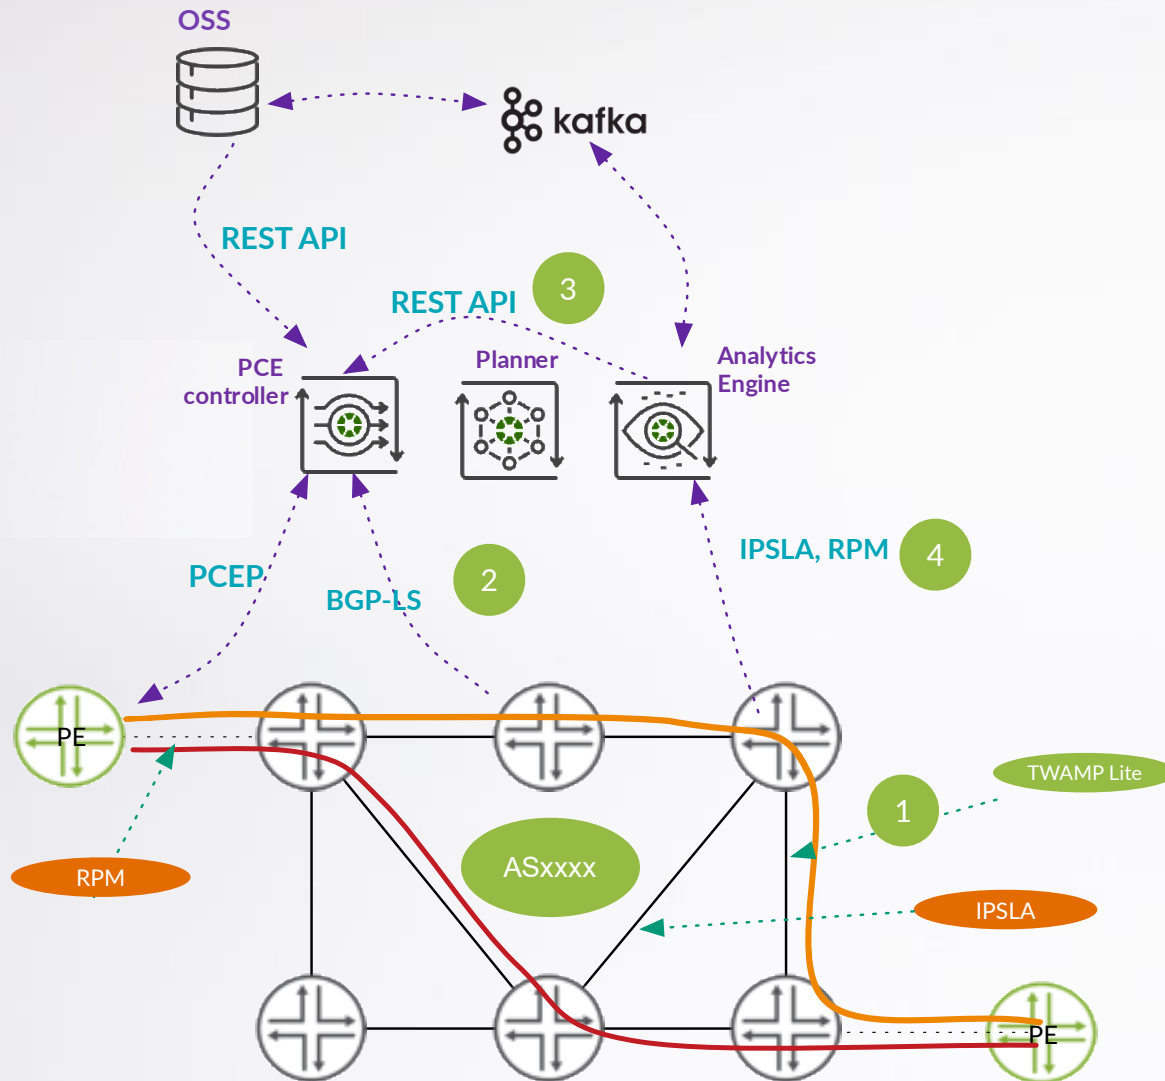 OSS
kafka
REST API
REST API
3
PCE
controller
Planner
Analytics
Engine
PCEP
BGP-LS
2
IPSLA, RPM
4
PE
TWAMP Lite
1
RPM
ASxxxx
IPSLA
PE